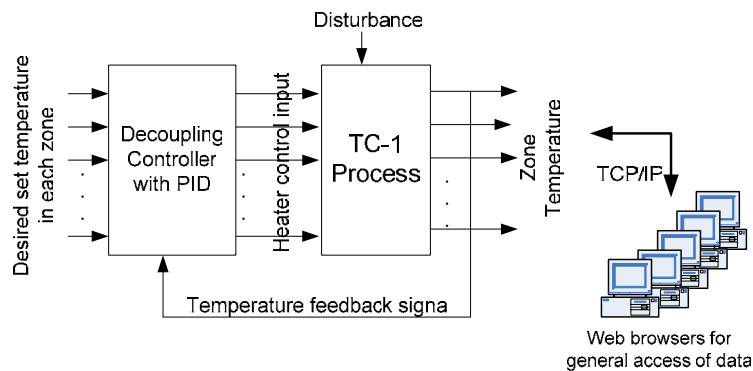 Disturbance
Desired set temperature
in each zone
Decoupling
Controller
with PID
Heater control input
TC-1
Process
Zone
Temperature
TCP/IP
Temperature feedback signa
Web browsers for
general access of data